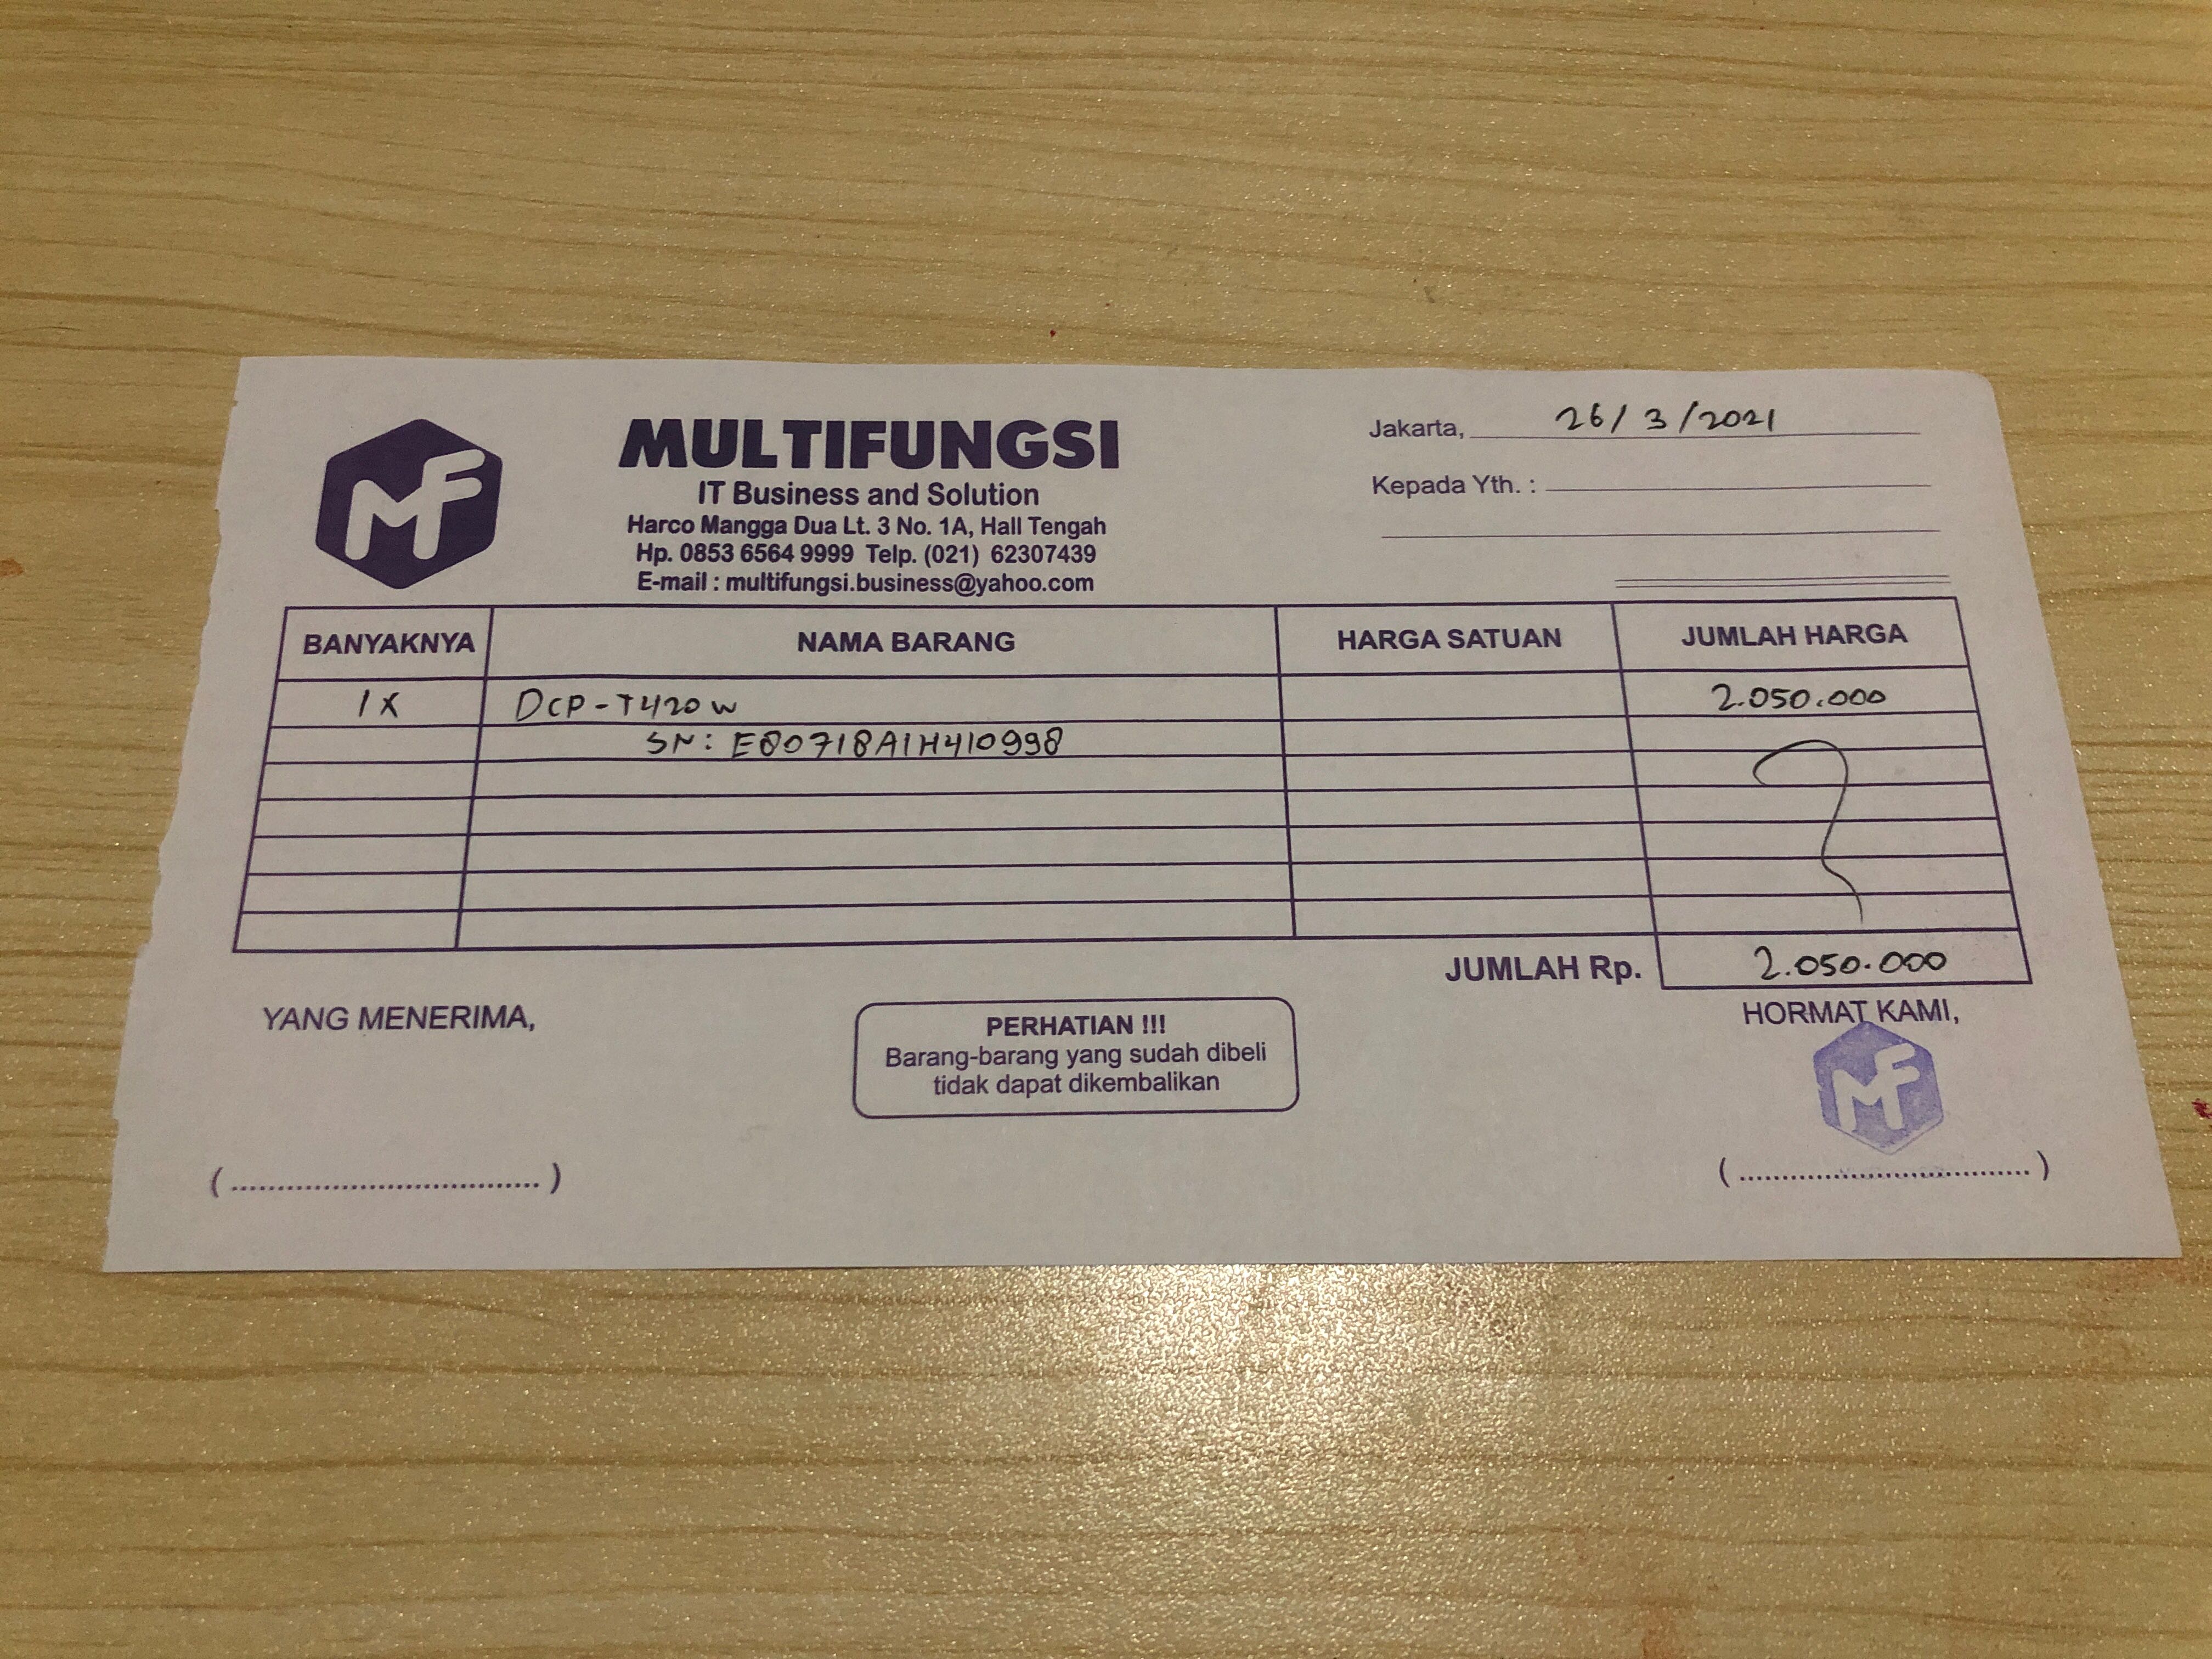 MF
MULTIFUNGSI
IT Business and Solution
Harco Mangga Dua Lt. 3 No. 1A, Hall Tengah
Hp. 0853 6564 9999 Telp. (021) 62307439
E-mail : multifungsi.business@yahoo.com
Jakarta, 26/3/2021
Kepada Yth. :
BANYAKNYA NAMA BARANG HARGA SATUAN JUMLAH HARGA
1X DCP-T420W 2.050.000
SN: E80718A1H410998
JUMLAH Rp. 2.050.000
YANG MENERIMA,
PERHATIAN !!!
Barang-barang yang sudah dibeli
tidak dapat dikembalikan
HORMAT KAMI,
MF
(..................................) (..................................)